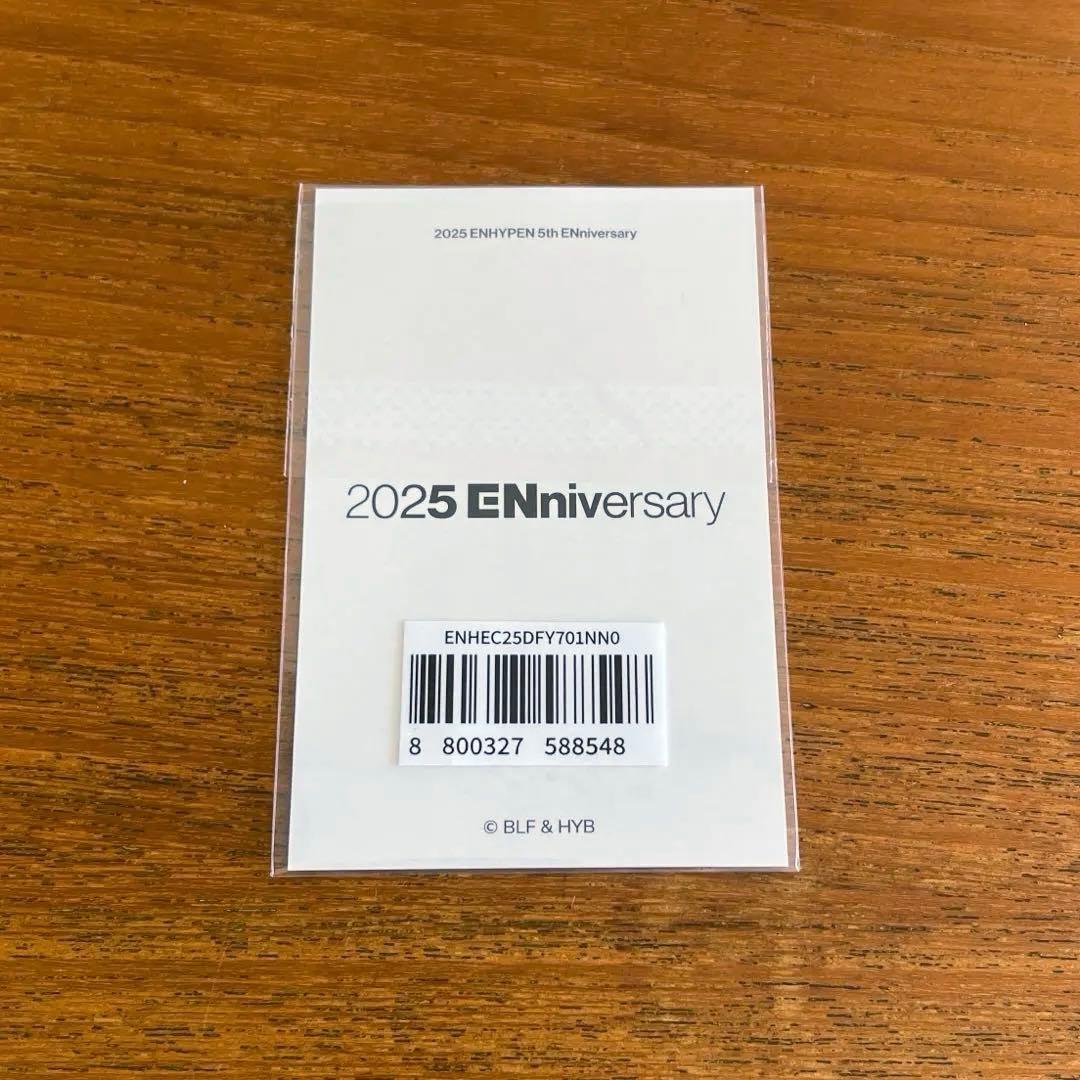 2025 ENHYPEN 5th ENniversary
2025 ENniversary
ENHEC25DFY701NN0
8 800327 588548
© BLF & HYB